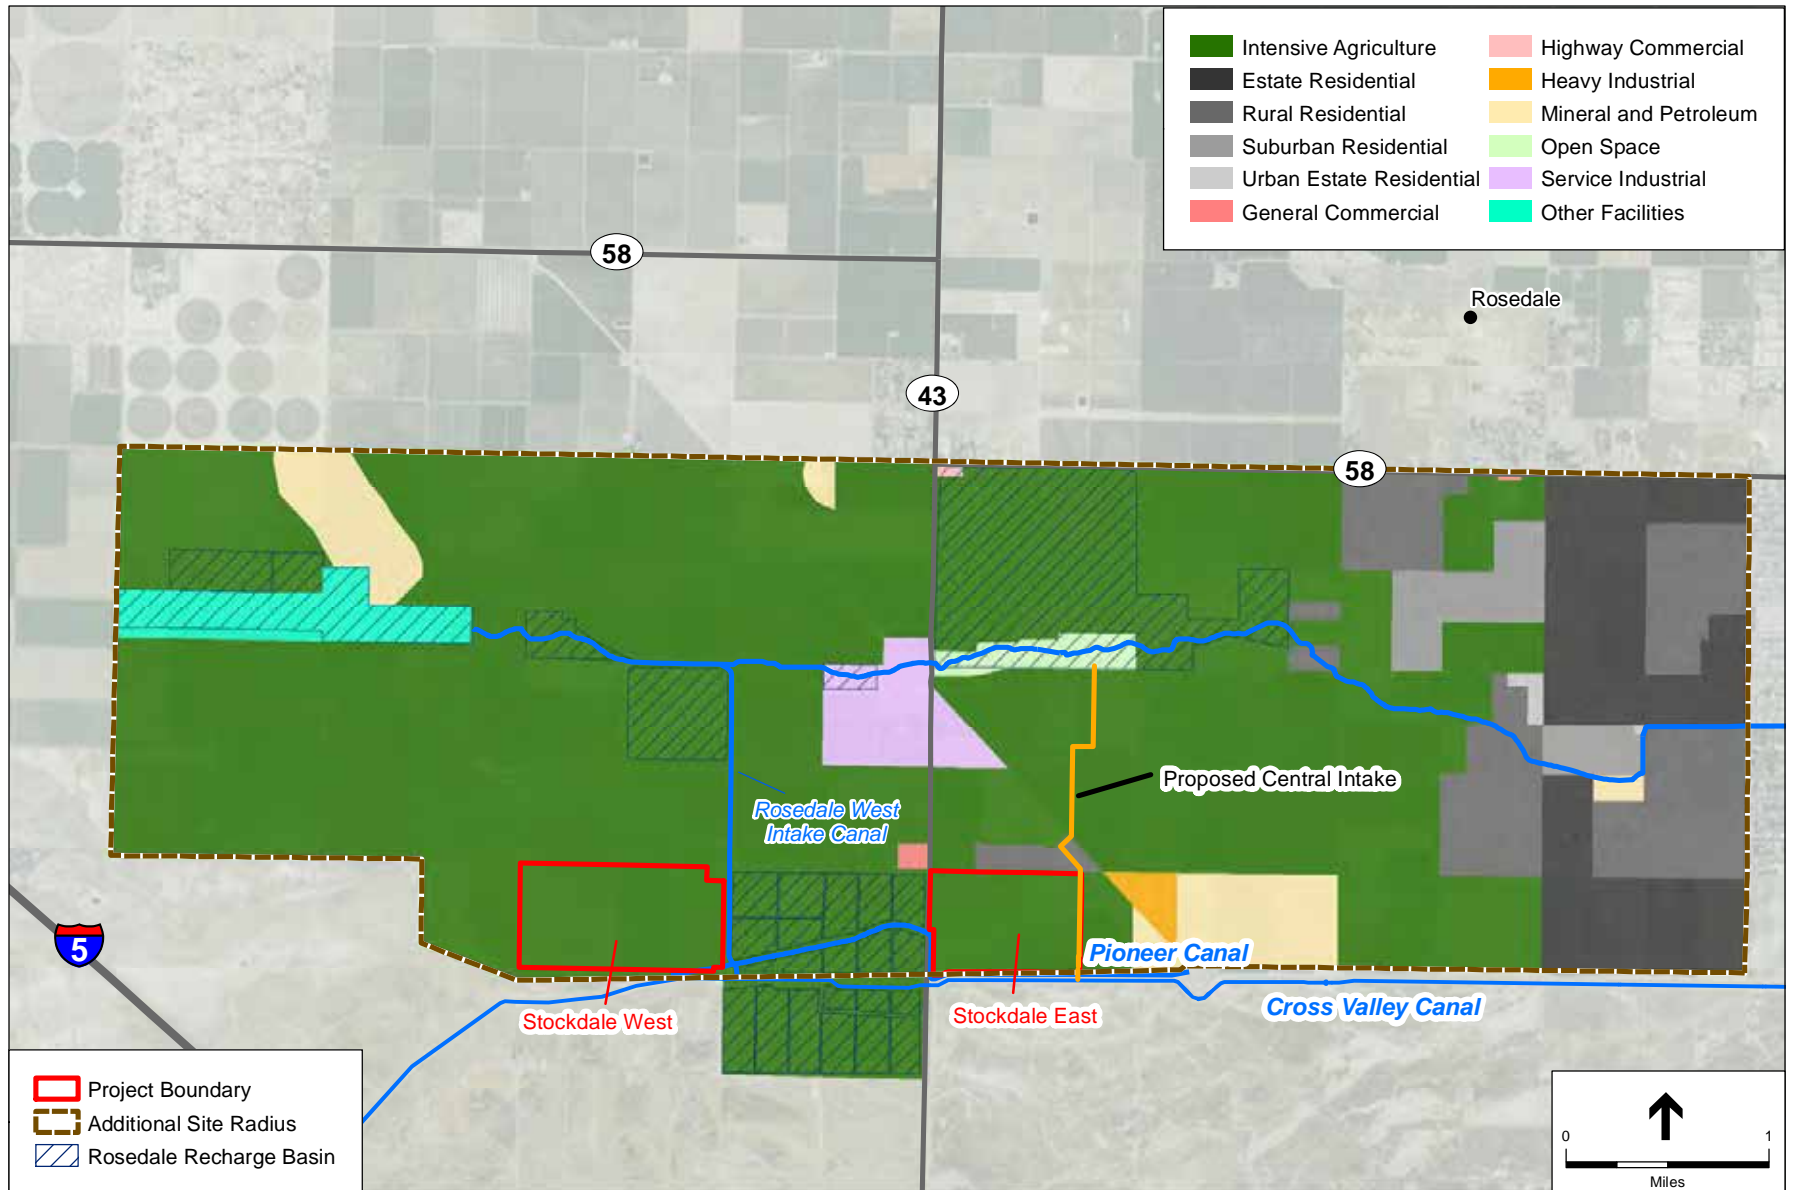 Intensive Agriculture
Estate Residential
Rural Residential
Suburban Residential
Urban Estate Residential
General Commercial
Highway Commercial
Heavy Industrial
Mineral and Petroleum
Open Space
Service Industrial
Other Facilities
58
Rosedale
43
58
Proposed Central Intake
Rosedale West
Intake Canal
5
Pioneer Canal
Cross Valley Canal
Stockdale West
Stockdale East
Project Boundary
Additional Site Radius
Rosedale Recharge Basin
0 1
Miles